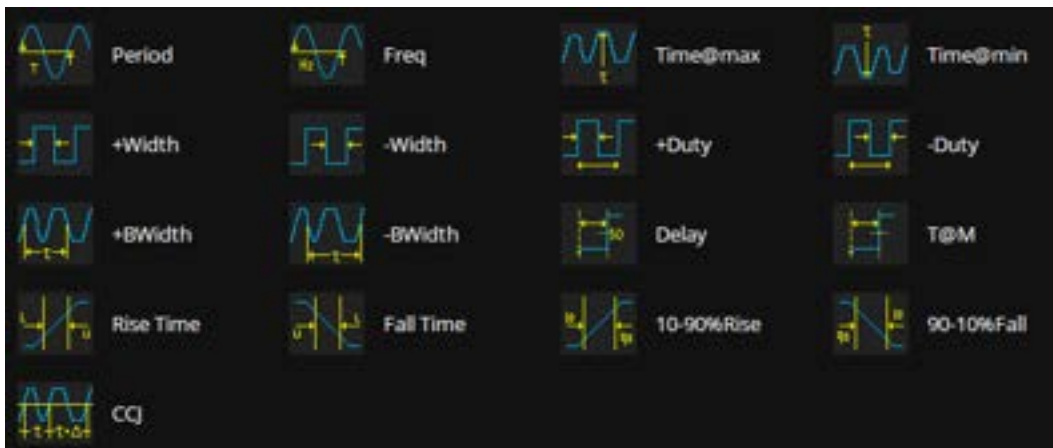 Period Freq Time@max Time@min
+Width -Width +Duty -Duty
+BWidth -BWidth Delay T@M
Rise Time Fall Time 10-90%Rise 90-10%Fall
CCJ